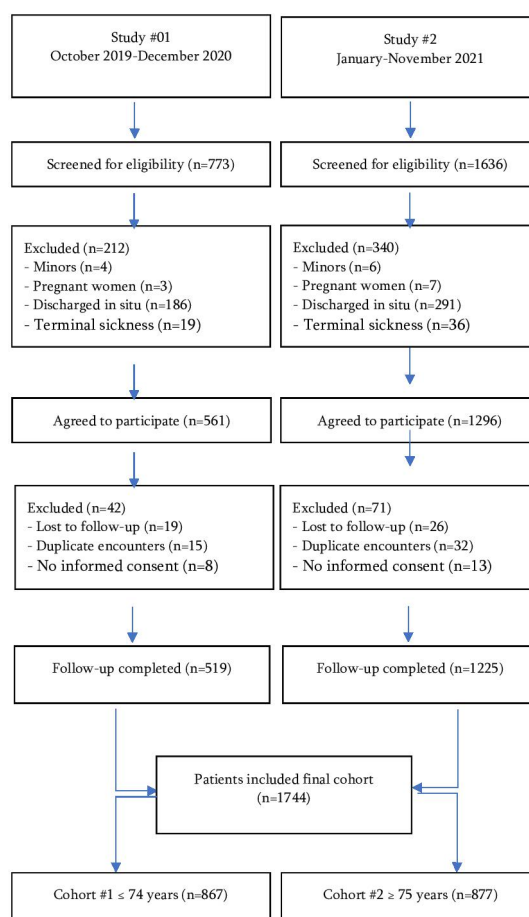 Study #01
October 2019-December 2020
Study #2
January-November 2021
Screened for eligibility (n=773)
Screened for eligibility (n=1636)
Excluded (n=212)
- Minors (n=4)
- Pregnant women (n=3)
- Discharged in situ (n=186)
- Terminal sickness (n=19)
Excluded (n=340)
- Minors (n=6)
- Pregnant women (n=7)
- Discharged in situ (n=291)
- Terminal sickness (n=36)
Agreed to participate (n=561)
Agreed to participate (n=1296)
Excluded (n=42)
- Lost to follow-up (n=19)
- Duplicate encounters (n=15)
- No informed consent (n=8)
Excluded (n=71)
- Lost to follow-up (n=26)
- Duplicate encounters (n=32)
- No informed consent (n=13)
Follow-up completed (n=519)
Follow-up completed (n=1225)
Patients included final cohort
(n=1744)
Cohort #1 ≤ 74 years (n=867)
Cohort #2 ≥ 75 years (n=877)